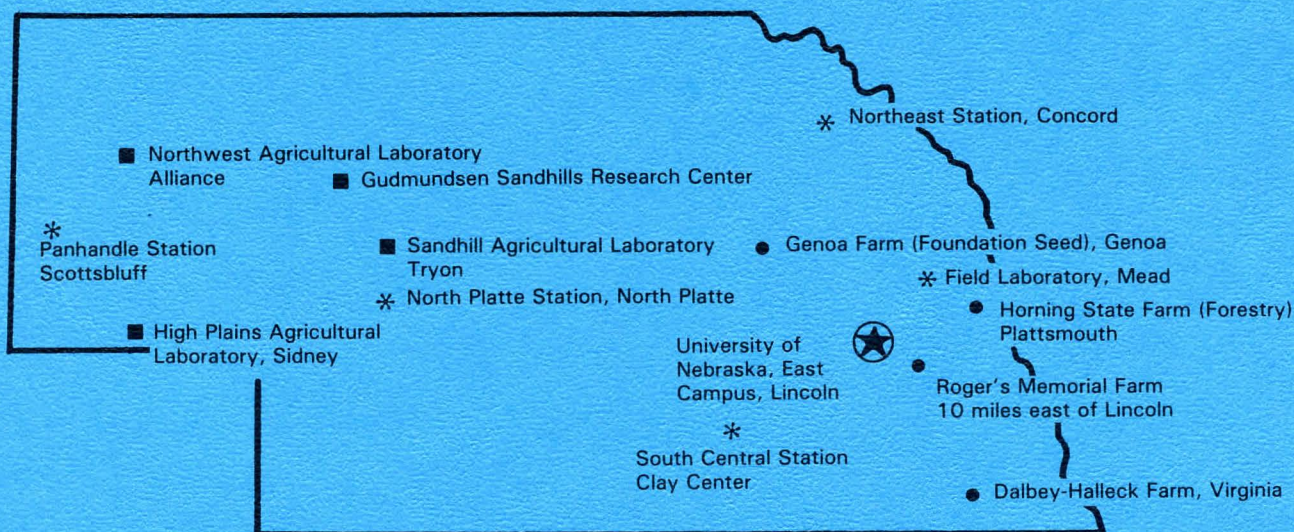 Northeast Station, Concord
Northwest Agricultural Laboratory
Alliance
Gudmundsen Sandhills Research Center
Panhandle Station
Scottsbluff
Sandhill Agricultural Laboratory
Tryon
Genoa Farm (Foundation Seed), Genoa
Field Laboratory, Mead
North Platte Station, North Platte
Horning State Farm (Forestry)
Plattsmouth
High Plains Agricultural
Laboratory, Sidney
University of
Nebraska, East
Campus, Lincoln
Roger's Memorial Farm
10 miles east of Lincoln
South Central Station
Clay Center
Dalbey-Halleck Farm, Virginia